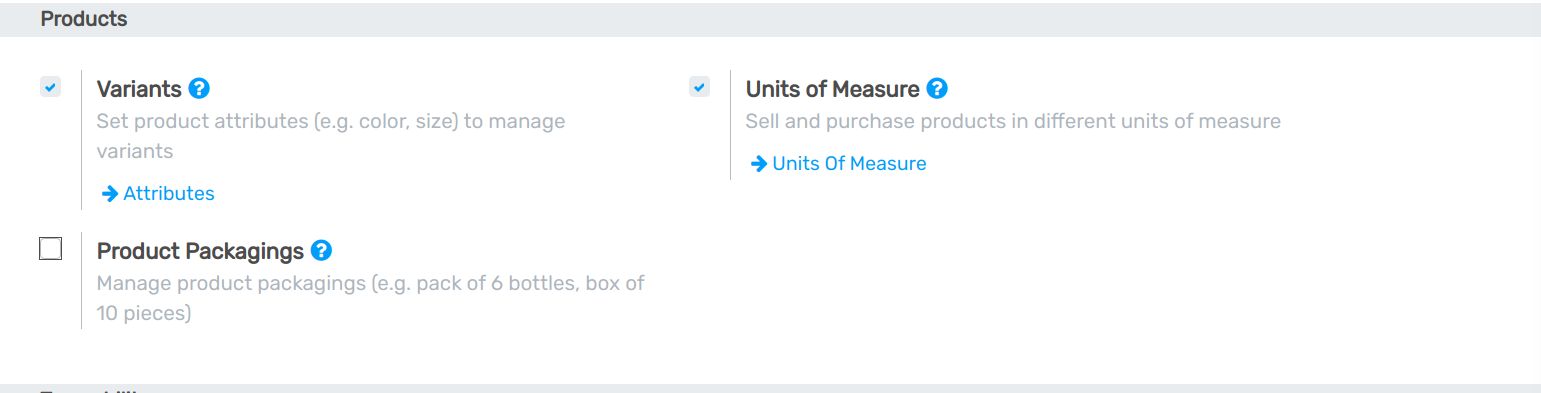 Products
Variants
Set product attributes (e.g. color, size) to manage
variants
Attributes
Units of Measure
Sell and purchase products in different units of measure
Units Of Measure
Product Packagings
Manage product packagings (e.g. pack of 6 bottles, box of
10 pieces)